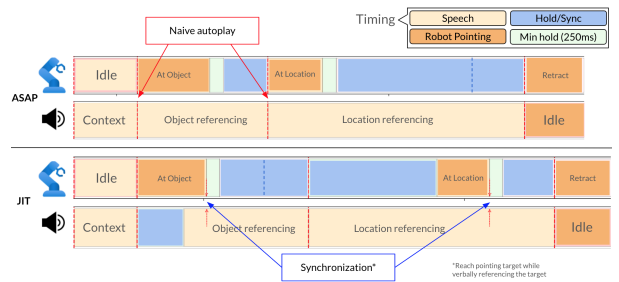 Timing
Speech
Hold/Sync
Robot Pointing
Min hold (250ms)
Naive autoplay
ASAP
Idle
At Object
At Location
Retract
Context
Object referencing
Location referencing
Idle
JIT
Idle
At Object
At Location
Retract
Context
Object referencing
Location referencing
Idle
Synchronization*
*Reach pointing target while
verbally referencing the target